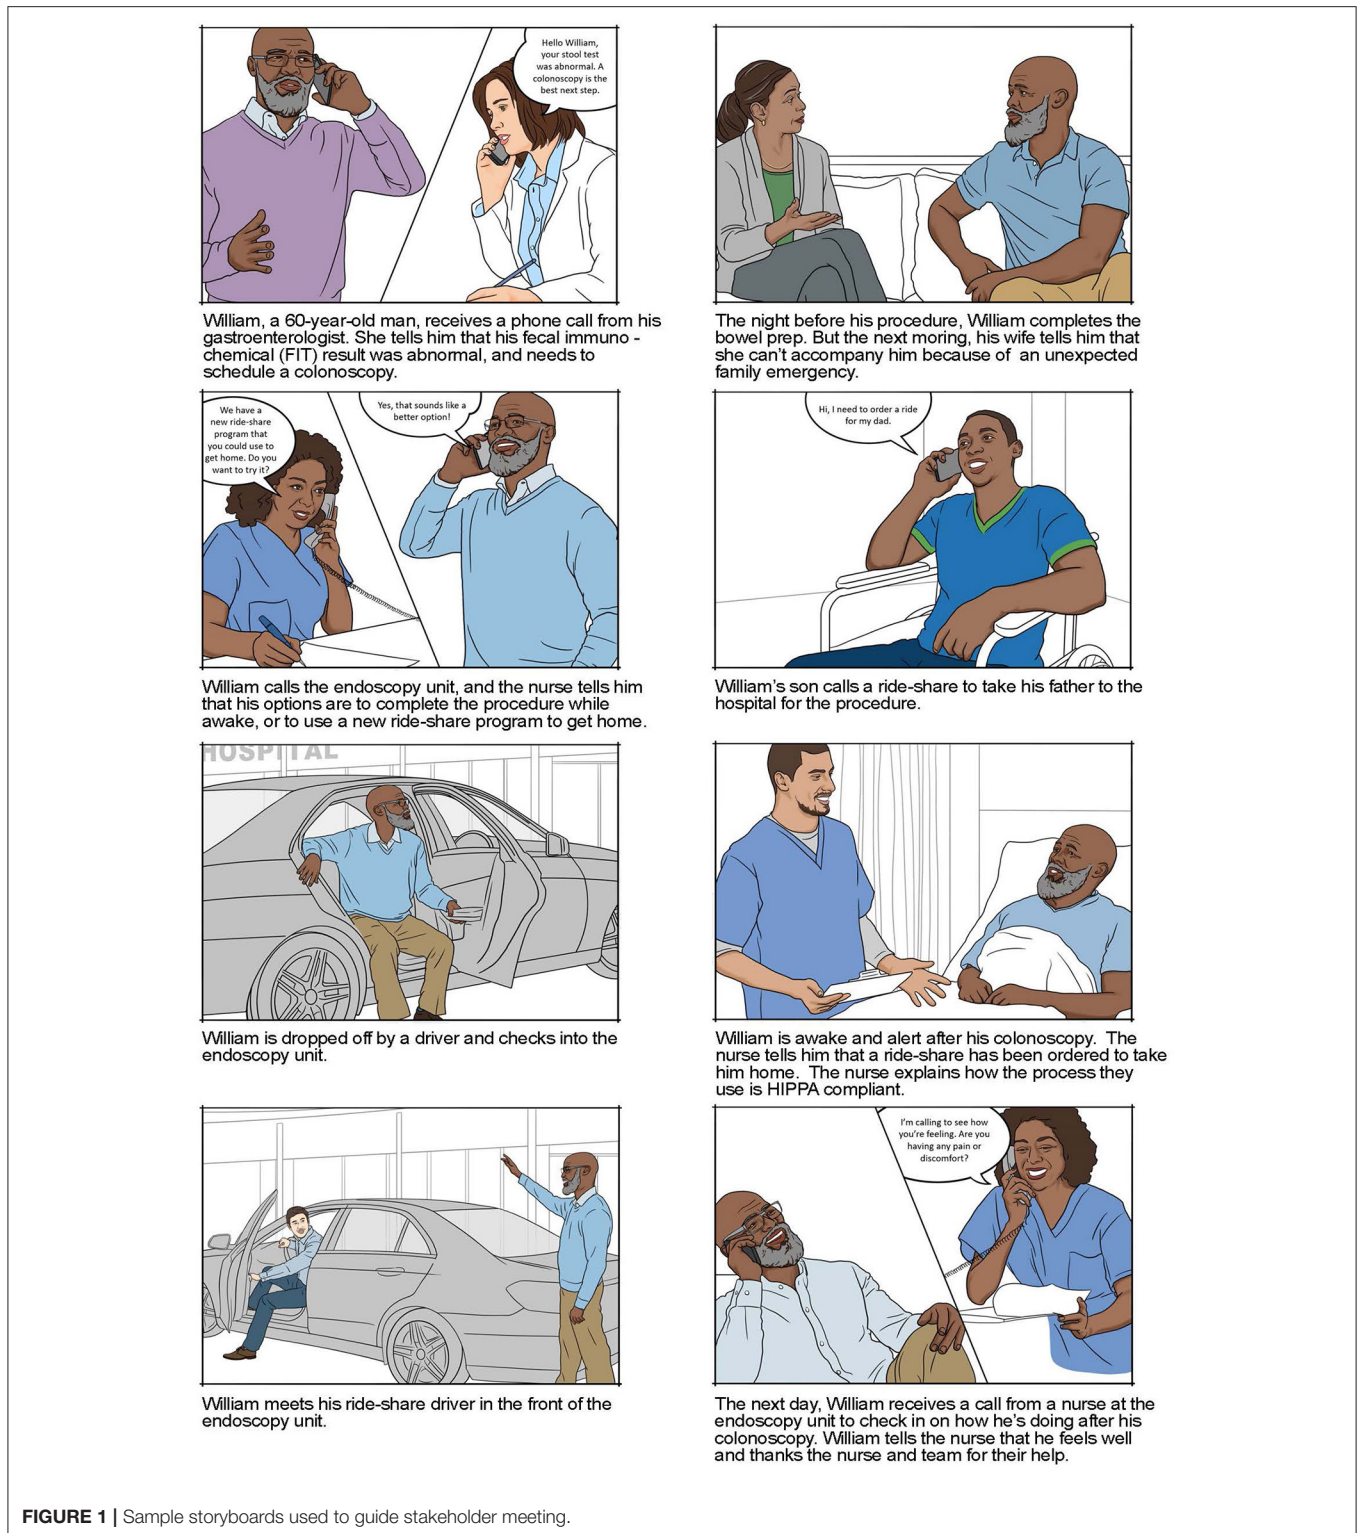 Hello William,
your stool test
was abnormal. A
colonoscopy is the
best next step.
William, a 60-year-old man, receives a phone call from his
gastroenterologist. She tells him that his fecal immuno -
chemical (FIT) result was abnormal, and needs to
schedule a colonoscopy.
The night before his procedure, William completes the
bowel prep. But the next moring, his wife tells him that
she can't accompany him because of an unexpected
family emergency.
We have a
new ride-share
program that
you could use to
get home. Do you
want to try it?
Yes, that sounds like a
better option!
William calls the endoscopy unit, and the nurse tells him
that his options are to complete the procedure while
awake, or to use a new ride-share program to get home.
Hi, I need to order a ride
for my dad.
William's son calls a ride-share to take his father to the
hospital for the procedure.
HOSPITAL
William is dropped off by a driver and checks into the
endoscopy unit.
William is awake and alert after his colonoscopy. The
nurse tells him that a ride-share has been ordered to take
him home. The nurse explains how the process they
use is HIPPA compliant.
William meets his ride-share driver in the front of the
endoscopy unit.
I'm calling to see how
you're feeling. Are you
having any pain or
discomfort?
The next day, William receives a call from a nurse at the
endoscopy unit to check in on how he's doing after his
colonoscopy. William tells the nurse that he feels well
and thanks the nurse and team for their help.
FIGURE 1 | Sample storyboards used to guide stakeholder meeting.